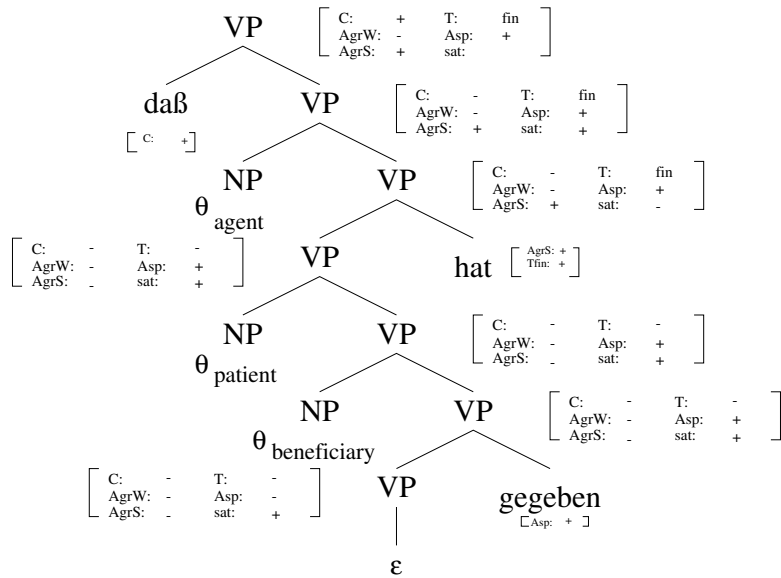 VP
C: + T: fin
AgrW: - Asp: +
AgrS: + sat:
daß
C: +
VP
C: - T: fin
AgrW: - Asp: +
AgrS: + sat: +
NP
θ agent
VP
C: - T: fin
AgrW: - Asp: +
AgrS: + sat: -
C: - T: -
AgrW: - Asp: +
AgrS: - sat: +
VP
hat
AgrS: +
Tfin: +
NP
θ patient
VP
C: - T: -
AgrW: - Asp: +
AgrS: - sat: +
NP
θ beneficiary
VP
C: - T: -
AgrW: - Asp: +
AgrS: - sat: +
C: - T: -
AgrW: - Asp: -
AgrS: - sat: +
VP
gegeben
Asp: +
ε